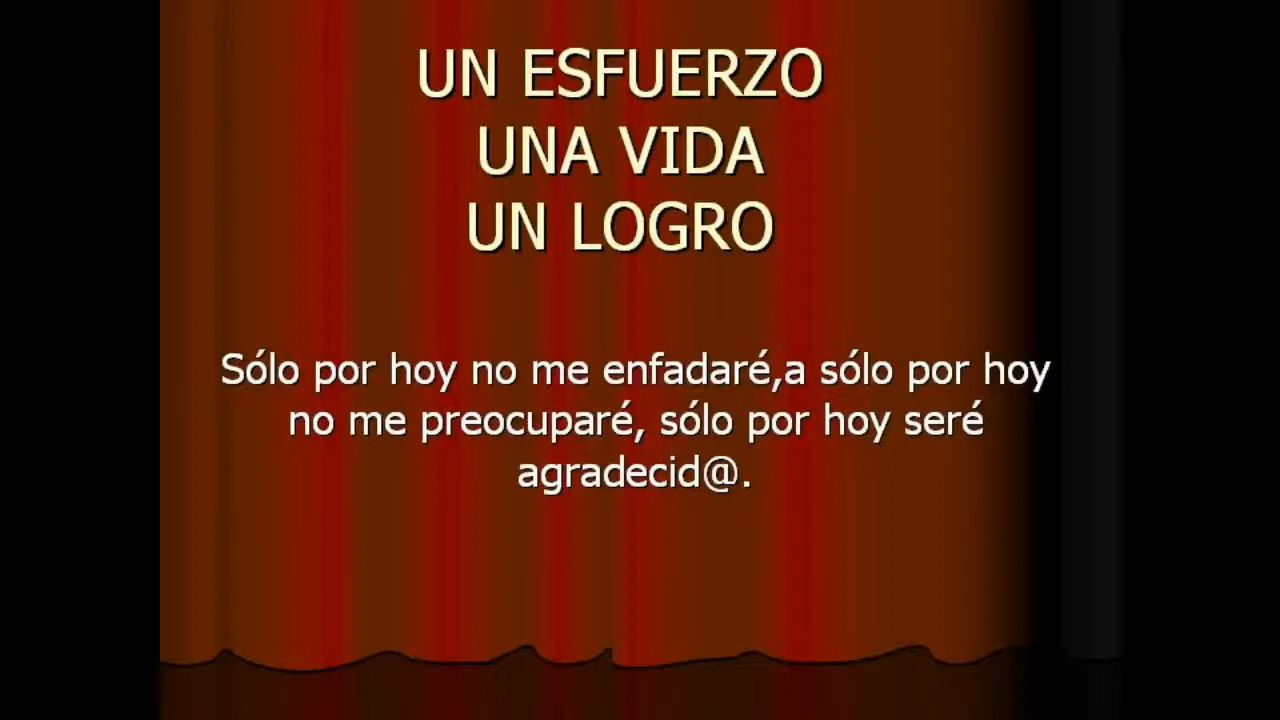 UN ESFUERZO
UNA VIDA
UN LOGRO
Sólo por hoy no me enfadaré,a sólo por hoy
no me preocuparé, sólo por hoy seré
agradecid@.